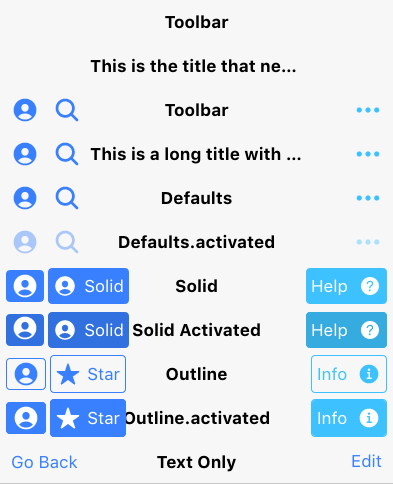 Toolbar
This is the title that ne...
Toolbar
This is a long title with ...
Defaults
Defaults.activated
Solid Solid Help
Solid Solid Activated Help
Star Outline Info
Star Outline.activated Info
Go Back Text Only Edit